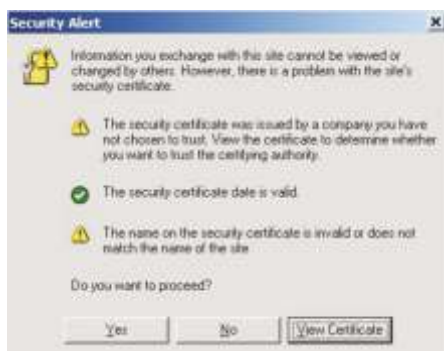 Security Alert
Information you exchange with this site cannot be viewed or
changed by others. However, there is a problem with the site's
security certificate.
The security certificate was issued by a company you have
not chosen to trust. View the certificate to determine whether
you want to trust the certifying authority.
The security certificate date is valid.
The name on the security certificate is invalid or does not
match the name of the site
Do you want to proceed?
Yes No View Certificate